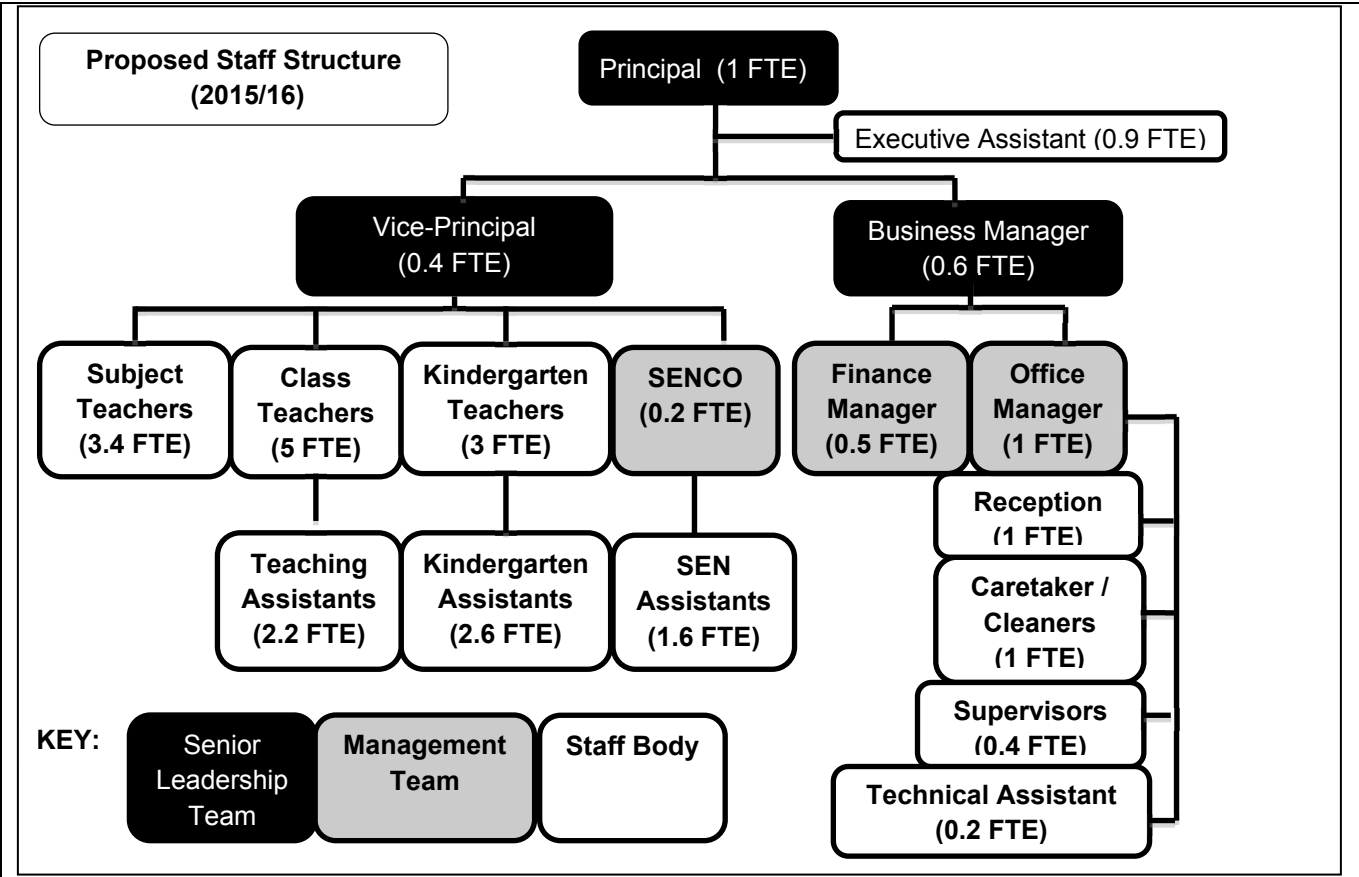 Proposed Staff Structure
(2015/16)
Principal (1 FTE)
Executive Assistant (0.9 FTE)
Vice-Principal
(0.4 FTE)
Business Manager
(0.6 FTE)
Subject
Teachers
(3.4 FTE)
Class
Teachers
(5 FTE)
Kindergarten
Teachers
(3 FTE)
SENCO
(0.2 FTE)
Finance
Manager
(0.5 FTE)
Office
Manager
(1 FTE)
Teaching
Assistants
(2.2 FTE)
Kindergarten
Assistants
(2.6 FTE)
SEN
Assistants
(1.6 FTE)
Reception
(1 FTE)
Caretaker /
Cleaners
(1 FTE)
Supervisors
(0.4 FTE)
Technical Assistant
(0.2 FTE)
KEY:
Senior
Leadership
Team
Management
Team
Staff Body